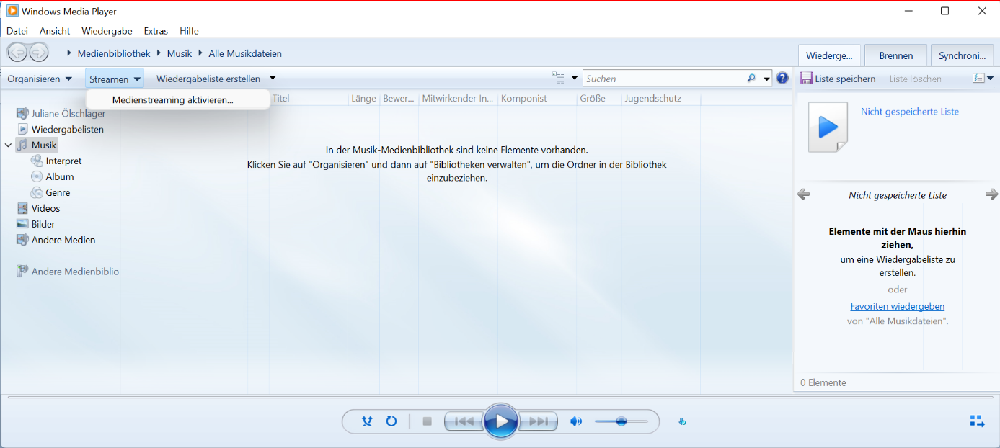 Windows Media Player
Datei Ansicht Wiedergabe Extras Hilfe
Medienbibliothek Musik Alle Musikdateien
Wiederge... Brennen Synchroni...
Organisieren Streamen Wiedergabeliste erstellen Suchen Liste speichern Liste löschen
Medienstreaming aktivieren...
Titel Länge Bewer... Mitwirkender In... Komponist Größe Jugendschutz
Juliane Ölschlager
Wiedergabelisten
Musik
Interpret
Album
Genre
Videos
Bilder
Andere Medien
Andere Medienbiblio
In der Musik-Medienbibliothek sind keine Elemente vorhanden.
Klicken Sie auf "Organisieren" und dann auf "Bibliotheken verwalten", um die Ordner in der Bibliothek
einzubeziehen.
Nicht gespeicherte Liste
Nicht gespeicherte Liste
Elemente mit der Maus hierhin
ziehen,
um eine Wiedergabeliste zu
erstellen.
oder
Favoriten wiedergeben
von "Alle Musikdateien".
0 Elemente